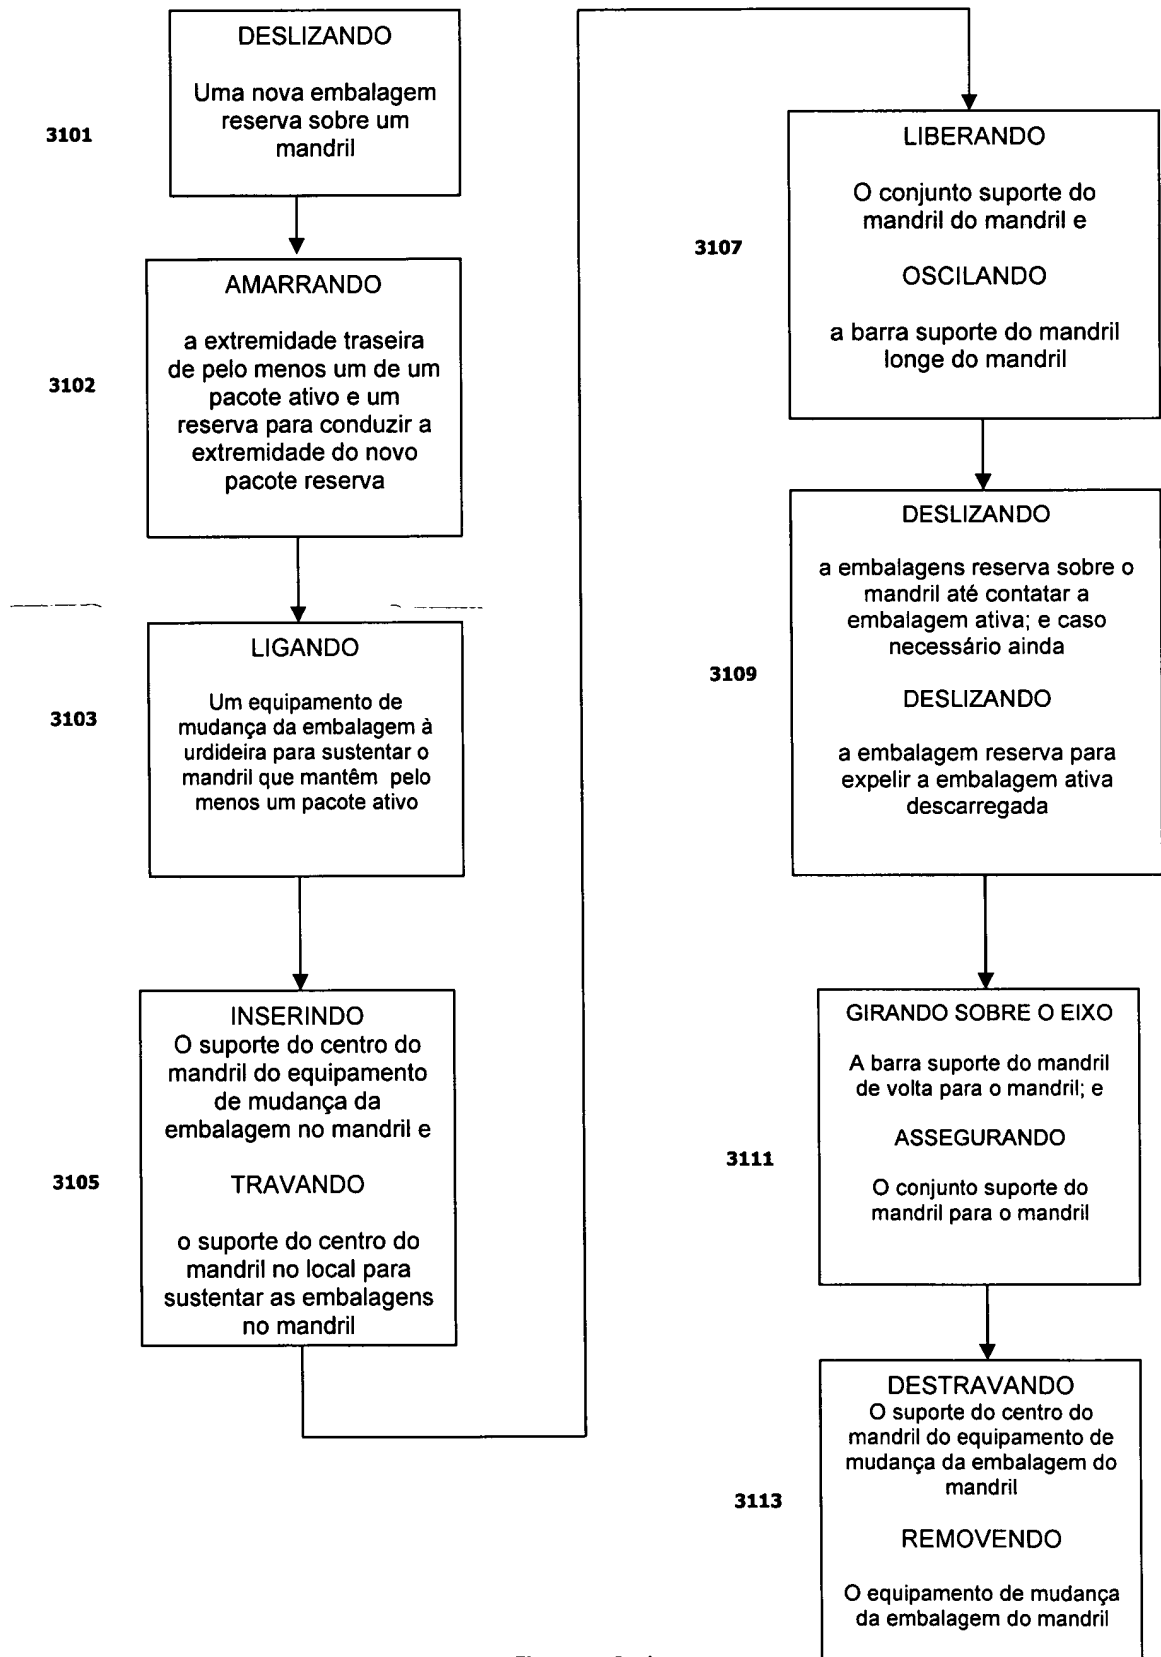 DESLIZANDO
Uma nova embalagem
reserva sobre um
mandril
3101
AMARRANDO
a extremidade traseira
de pelo menos um de um
pacote ativo e um
reserva para conduzir a
extremidade do novo
pacote reserva
3102
LIGANDO
Um equipamento de
mudança da embalagem à
urdideira para sustentar o
mandril que mantêm pelo
menos um pacote ativo
3103
INSERINDO
O suporte do centro do
mandril do equipamento
de mudança da
embalagem no mandril e
TRAVANDO
o suporte do centro do
mandril no local para
sustentar as embalagens
no mandril
3105
LIBERANDO
O conjunto suporte do
mandril do mandril e
OSCILANDO
a barra suporte do mandril
longe do mandril
3107
DESLIZANDO
a embalagens reserva sobre o
mandril até contatar a
embalagem ativa; e caso
necessário ainda
DESLIZANDO
a embalagem reserva para
expelir a embalagem ativa
descarregada
3109
GIRANDO SOBRE O EIXO
A barra suporte do mandril
de volta para o mandril; e
ASSEGURANDO
O conjunto suporte do
mandril para o mandril
3111
DESTRAVANDO
O suporte do centro do
mandril do equipamento de
mudança da embalagem do
mandril
REMOVENDO
O equipamento de mudança
da embalagem do mandril
3113